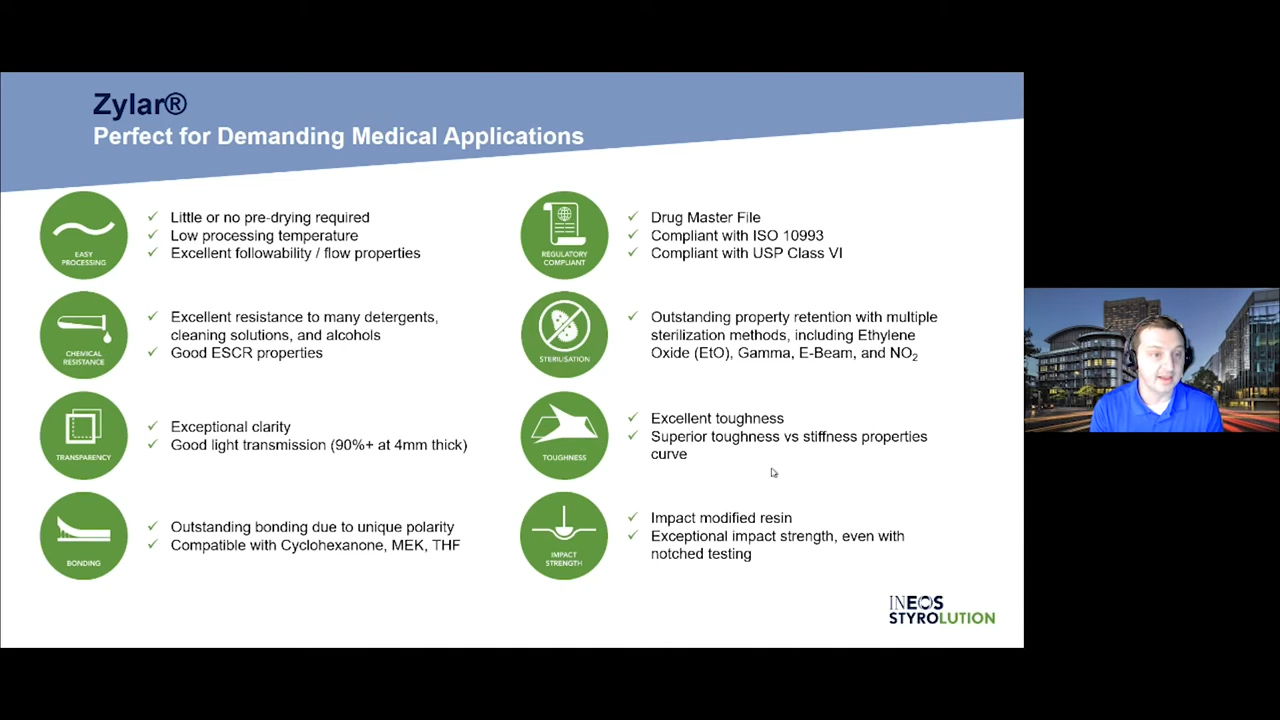 Zylar®
Perfect for Demanding Medical Applications
EASY
PROCESSING
Little or no pre-drying required
Low processing temperature
Excellent followability / flow properties
CHEMICAL
RESISTANCE
Excellent resistance to many detergents,
cleaning solutions, and alcohols
Good ESCR properties
TRANSPARENCY
Exceptional clarity
Good light transmission (90%+ at 4mm thick)
BONDING
Outstanding bonding due to unique polarity
Compatible with Cyclohexanone, MEK, THF
REGULATORY
COMPLIANT
Drug Master File
Compliant with ISO 10993
Compliant with USP Class VI
STERILISATION
Outstanding property retention with multiple
sterilization methods, including Ethylene
Oxide (EtO), Gamma, E-Beam, and NO₂
TOUGHNESS
Excellent toughness
Superior toughness vs stiffness properties
curve
IMPACT
STRENGTH
Impact modified resin
Exceptional impact strength, even with
notched testing
INEOS
STYROLUTION